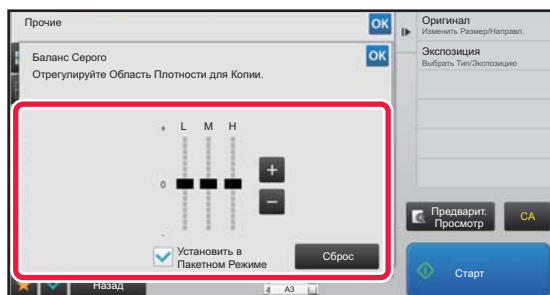 Прочие
OK
Баланс Серого
OK
Отрегулируйте Область Плотности для Копии.
+ L M H
0
+
−
-
Установить в
Пакетном Режиме
Сброс
Назад
A3
Оригинал
Изменить Размер/Направл.
Экспозиция
Выбрать Тип/Экспозицию
Предварит.
Просмотр
CA
Старт